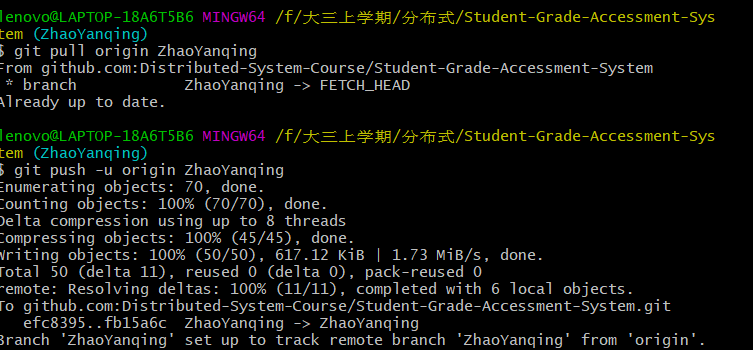 lenovo@LAPTOP-18A6T5B6 MINGW64 /f/大三上学期/分布式/Student-Grade-Accessment-Sys
tem (ZhaoYanqing)
$ git pull origin ZhaoYanqing
From github.com:Distributed-System-Course/Student-Grade-Accessment-System
 * branch            ZhaoYanqing -> FETCH_HEAD
Already up to date.
lenovo@LAPTOP-18A6T5B6 MINGW64 /f/大三上学期/分布式/Student-Grade-Accessment-Sys
tem (ZhaoYanqing)
$ git push -u origin ZhaoYanqing
Enumerating objects: 70, done.
Counting objects: 100% (70/70), done.
Delta compression using up to 8 threads
Compressing objects: 100% (45/45), done.
Writing objects: 100% (50/50), 617.12 KiB | 1.73 MiB/s, done.
Total 50 (delta 11), reused 0 (delta 0), pack-reused 0
remote: Resolving deltas: 100% (11/11), completed with 6 local objects.
To github.com:Distributed-System-Course/Student-Grade-Accessment-System.git
   efc8395..fb15a6c  ZhaoYanqing -> ZhaoYanqing
Branch 'ZhaoYanqing' set up to track remote branch 'ZhaoYanqing' from 'origin'.